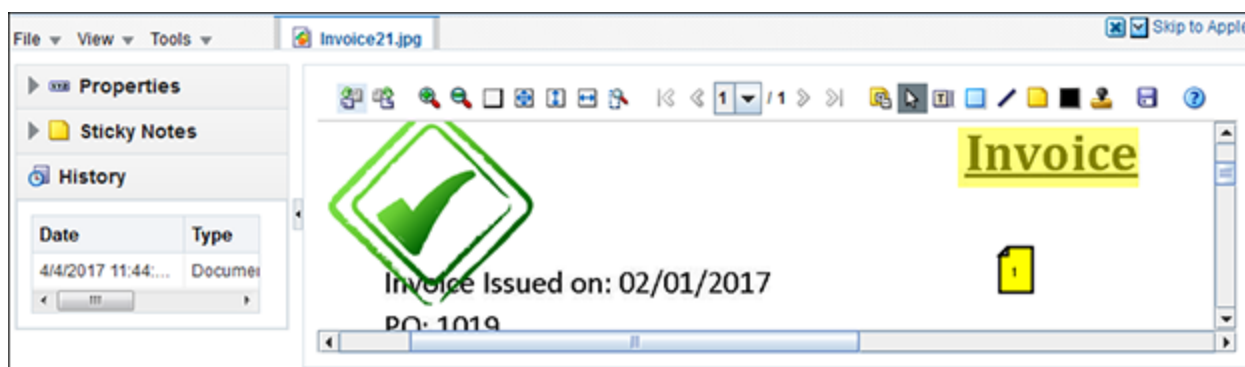 File View Tools Invoice21.jpg Skip to Apple
Properties
Sticky Notes
History
Date Type
4/4/2017 11:44:... Documen
1 / 1
Invoice
1
Invoice Issued on: 02/01/2017
PO: 1019